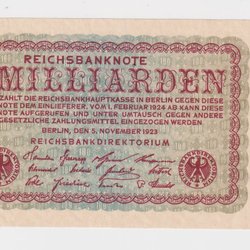 REICHSBANKNOTE
MILLIARDEN
ZAHLT DIE REICHSBANKHAUPTKASSE IN BERLIN GEGEN DIESE
NOTE DEM EINLIEFERER. VOM 1. FEBRUAR 1924 AB KANN DIESE
NOTE AUFGERUFEN UND UNTER UMTAUSCH GEGEN ANDERE
GESETZLICHE ZAHLUNGSMITTEL EINGEZOGEN WERDEN
BERLIN, DEN 5. NOVEMBER 1923
REICHSBANKDIREKTORIUM